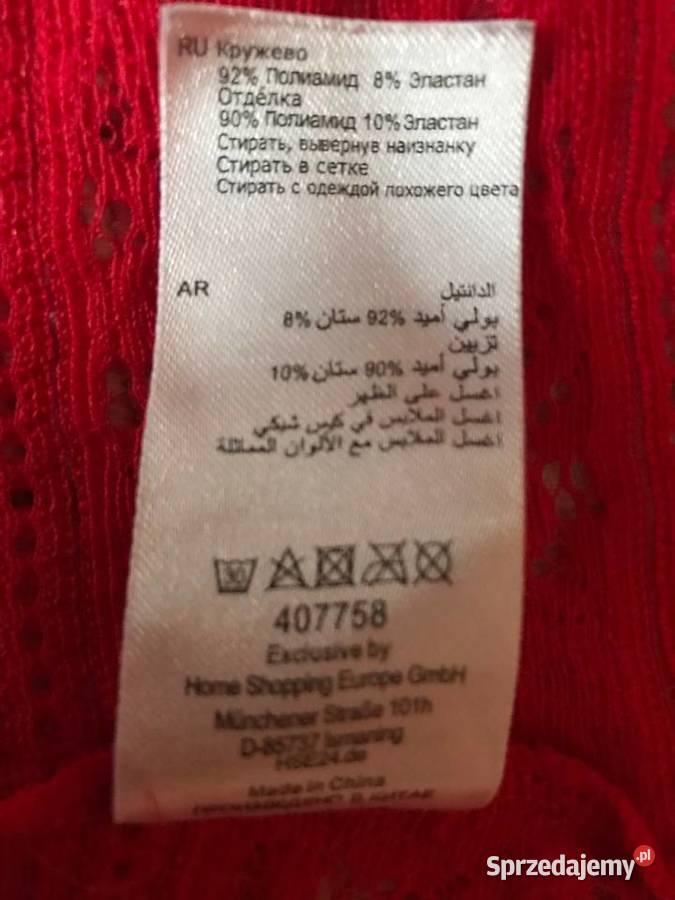 RU Кружево
92% Полиамид 8% Эластан
Отделка
90% Полиамид 10% Эластан
Стирать, вывернув наизнанку
Стирать в сетке
Стирать с одеждой похожего цвета
AR الدانتيل
بولي أميد 92% ستان 8%
تزيين
بولي أميد 90% ستان 10%
اغسل على الظهر
اغسل الملابس في كيس شبكي
اغسل الملابس مع الألوان المماثلة
30
407758
Exclusive by
Home Shopping Europe GmbH
Münchener Straße 101h
D-85737 Ismaning
HSE24.de
Made in China
ПРОИЗВЕДЕНО В КИТАЕ
Sprzedajemy.pl